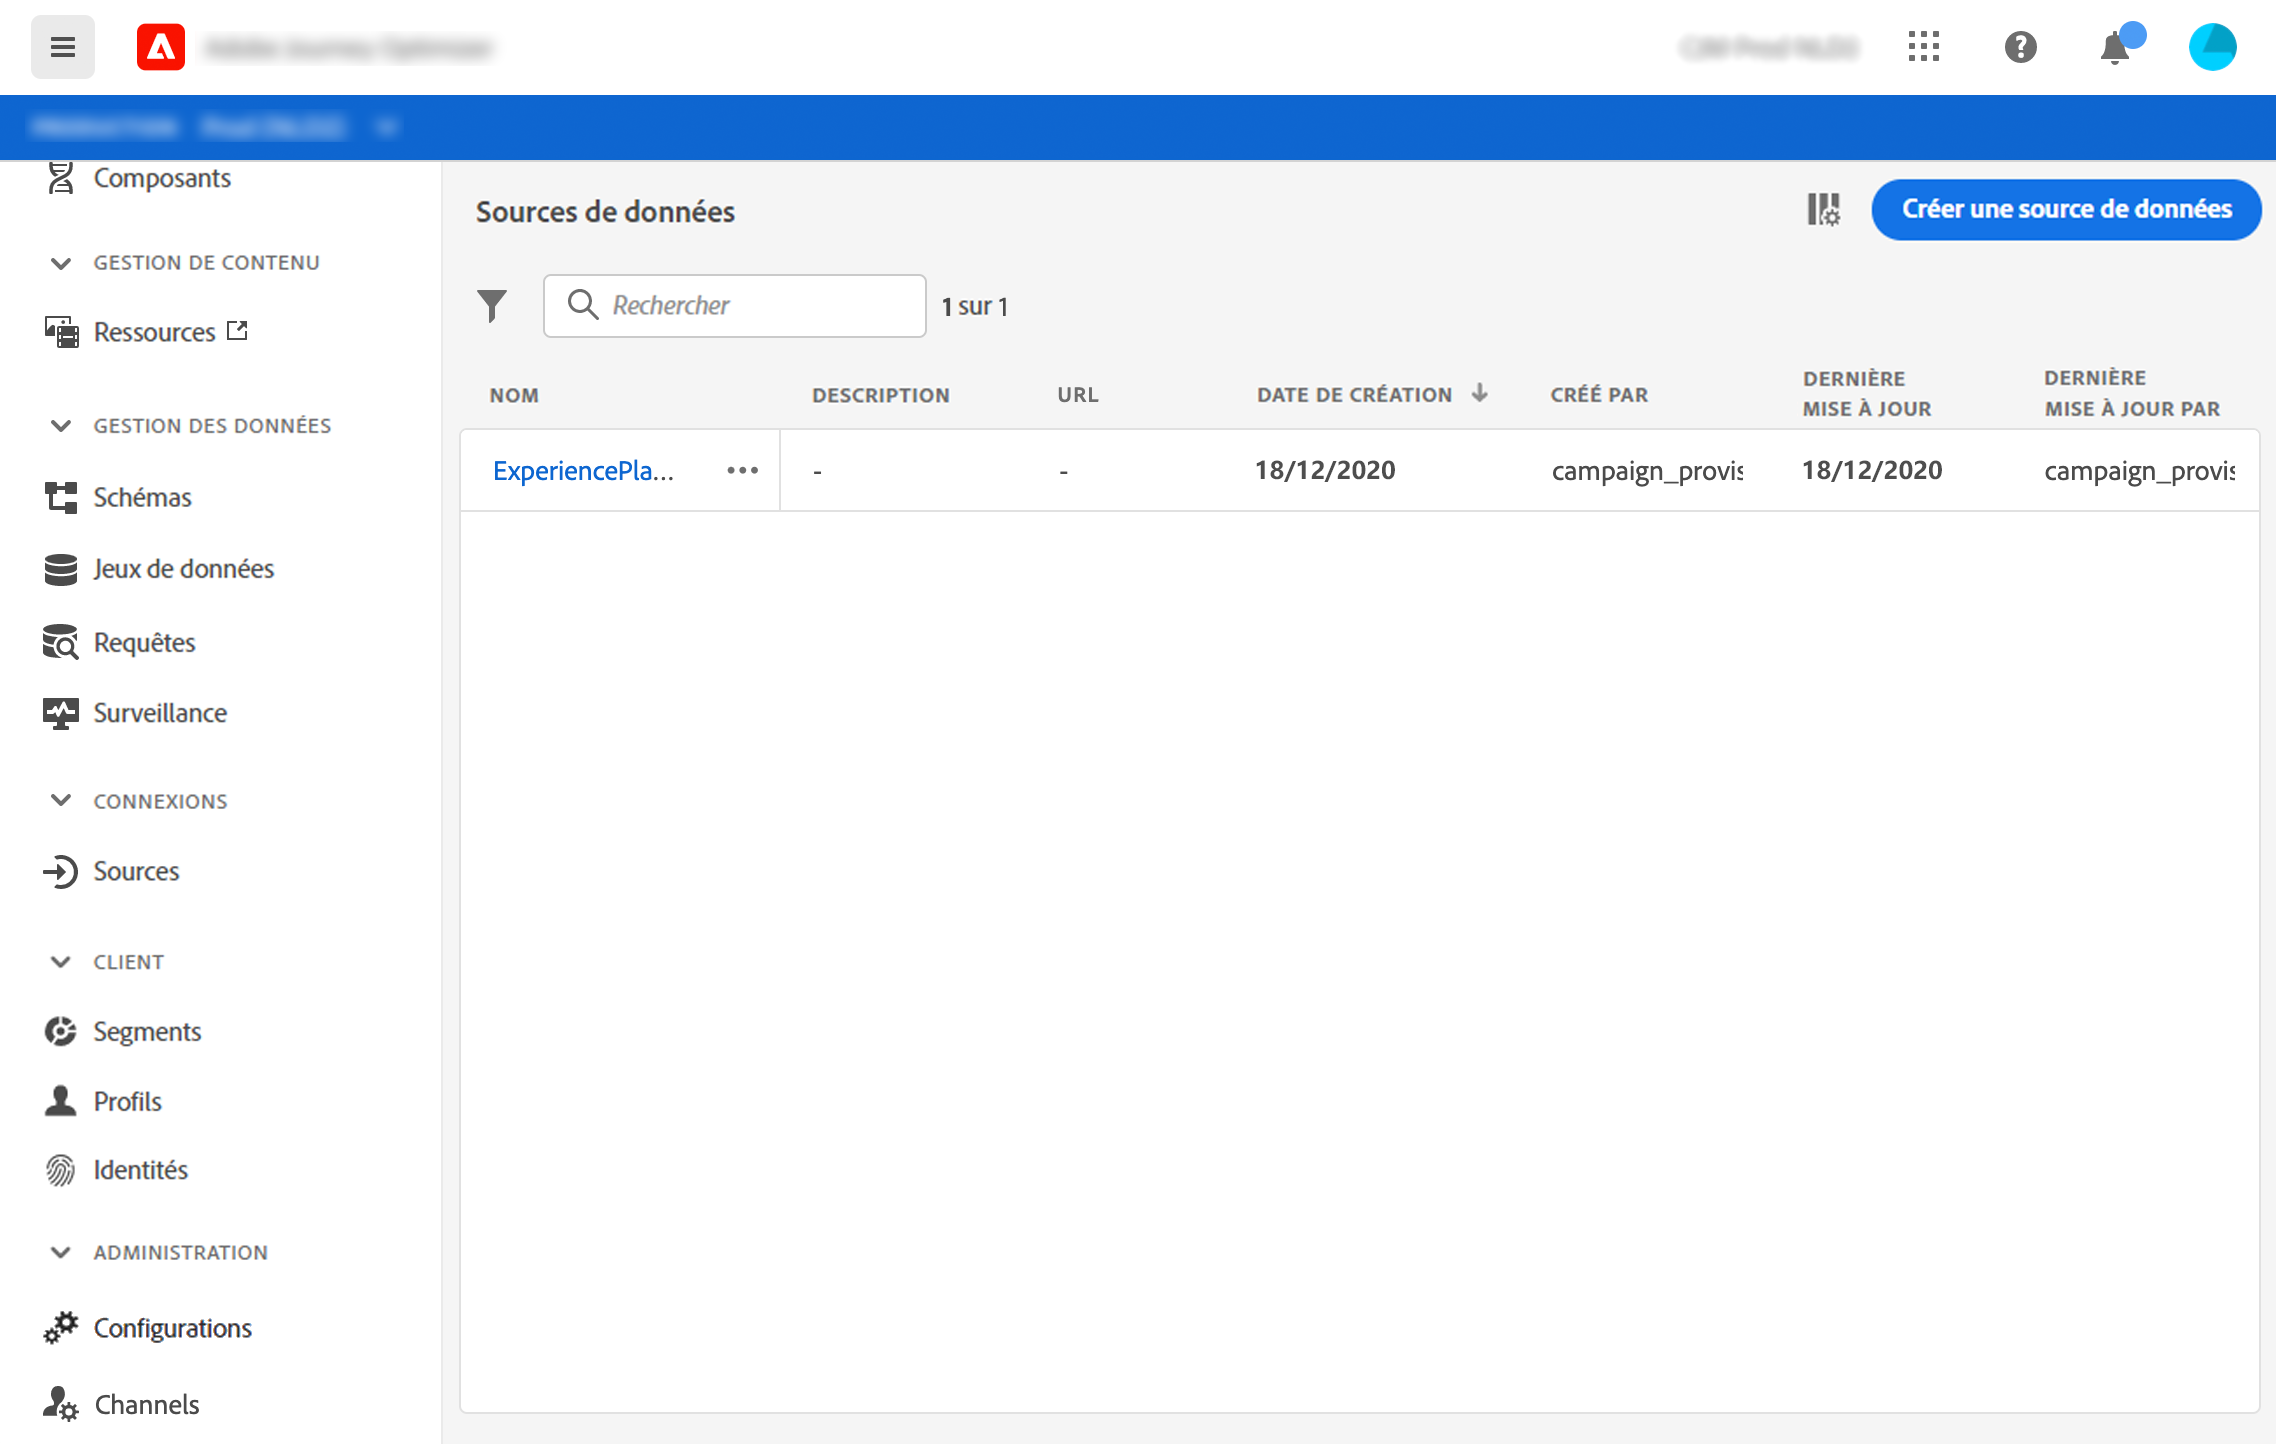 Composants
GESTION DE CONTENU
Ressources
GESTION DES DONNÉES
Schémas
Jeux de données
Requêtes
Surveillance
CONNEXIONS
Sources
CLIENT
Segments
Profils
Identités
ADMINISTRATION
Configurations
Channels
Sources de données
Créer une source de données
Rechercher
1 sur 1
NOM DESCRIPTION URL DATE DE CRÉATION CRÉÉ PAR DERNIÈRE MISE À JOUR DERNIÈRE MISE À JOUR PAR
ExperiencePla... - - 18/12/2020 campaign_provis 18/12/2020 campaign_provis